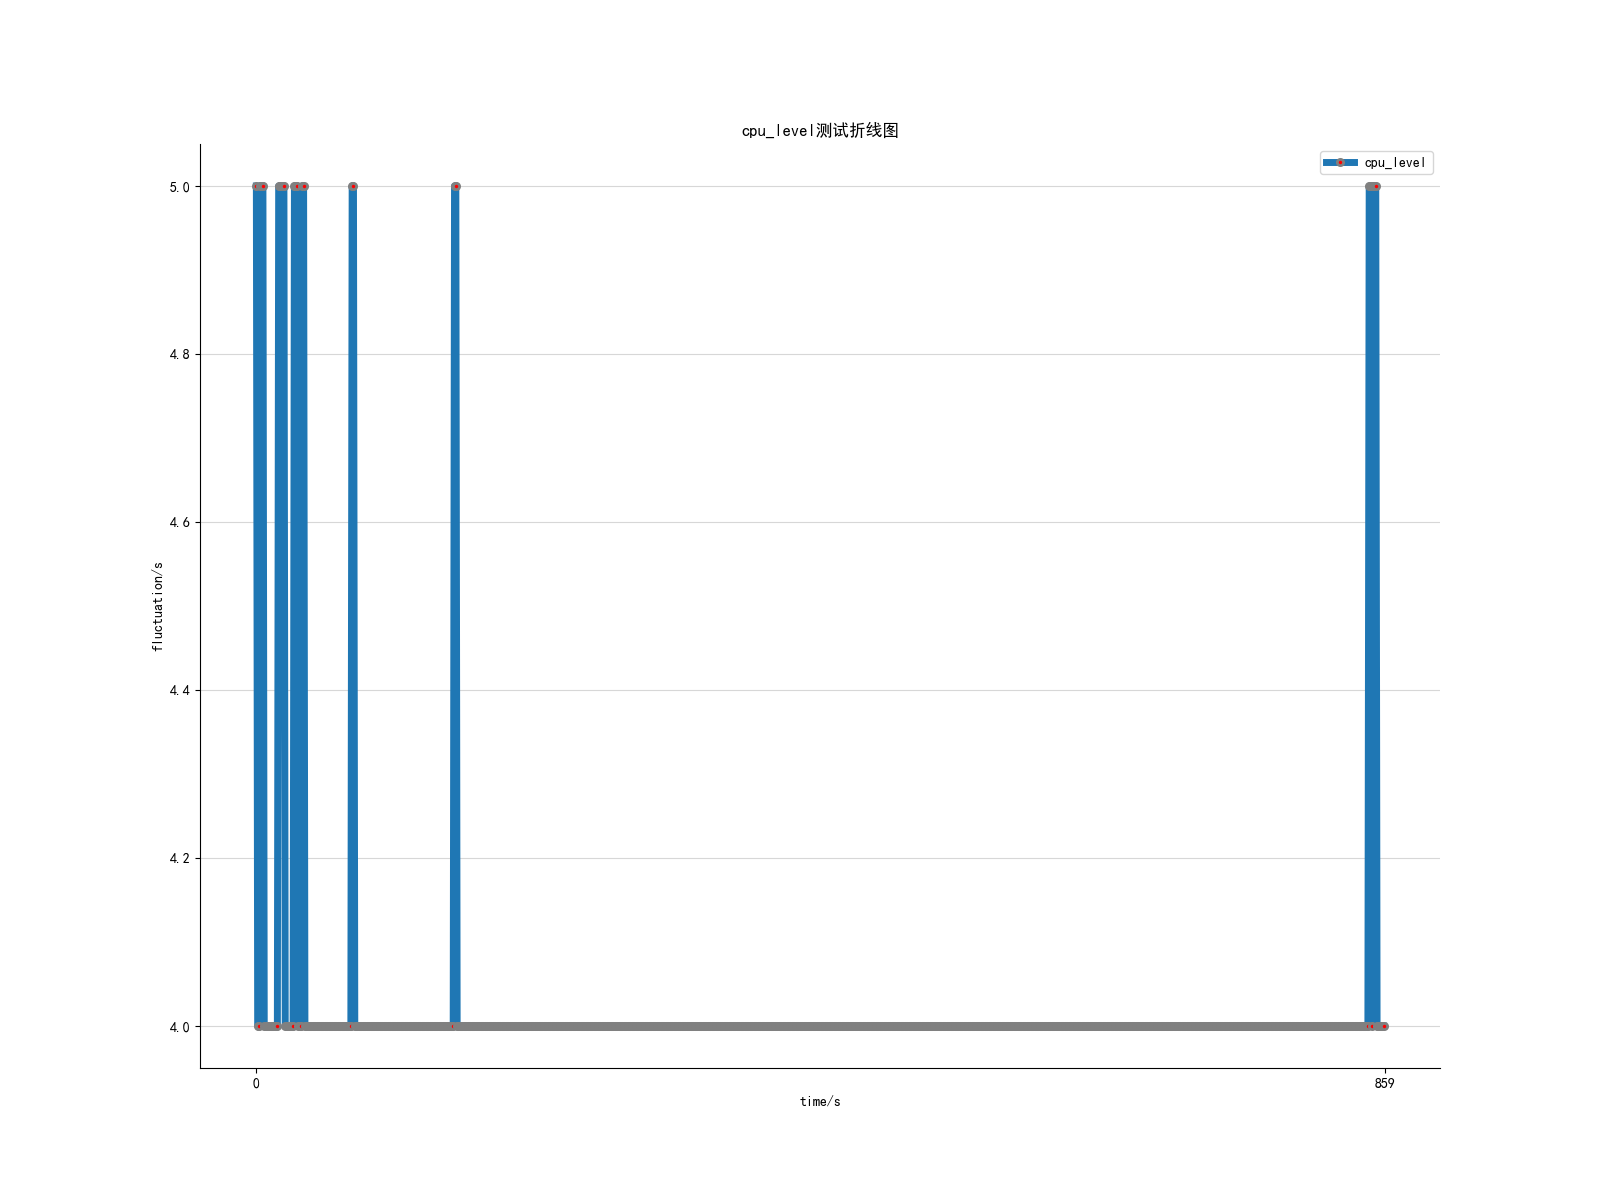 cpu_level测试折线图
cpu_level
5.0
4.8
4.6
4.4
4.2
4.0
fluctuation/s
0
859
time/s